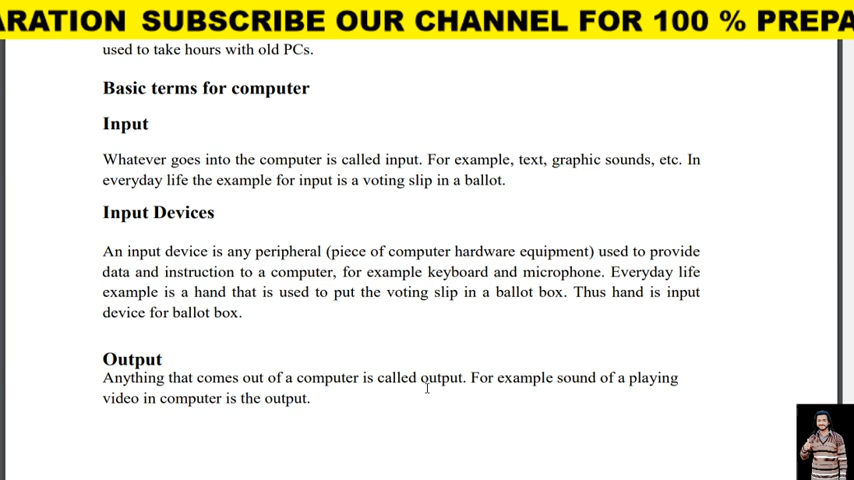 ARATION SUBSCRIBE OUR CHANNEL FOR 100 % PREPA
used to take hours with old PCs.
Basic terms for computer
Input
Whatever goes into the computer is called input. For example, text, graphic sounds, etc. In
everyday life the example for input is a voting slip in a ballot.
Input Devices
An input device is any peripheral (piece of computer hardware equipment) used to provide
data and instruction to a computer, for example keyboard and microphone. Everyday life
example is a hand that is used to put the voting slip in a ballot box. Thus hand is input
device for ballot box.
Output
Anything that comes out of a computer is called output. For example sound of a playing
video in computer is the output.